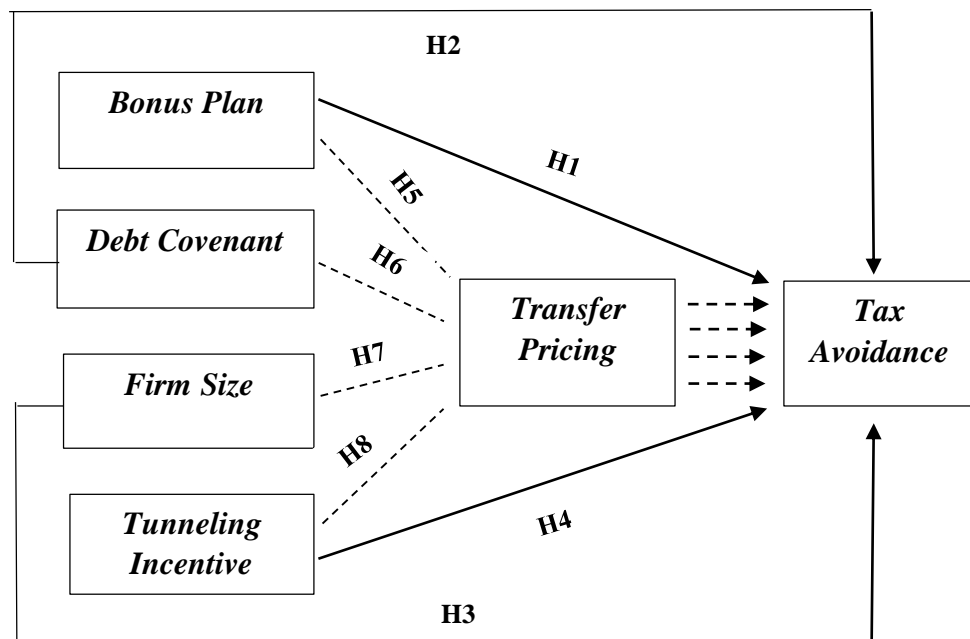 H2
Bonus Plan
H1
H5
Debt Covenant
H6
Transfer
Pricing
Tax
Avoidance
H7
Firm Size
H8
Tunneling
Incentive
H4
H3